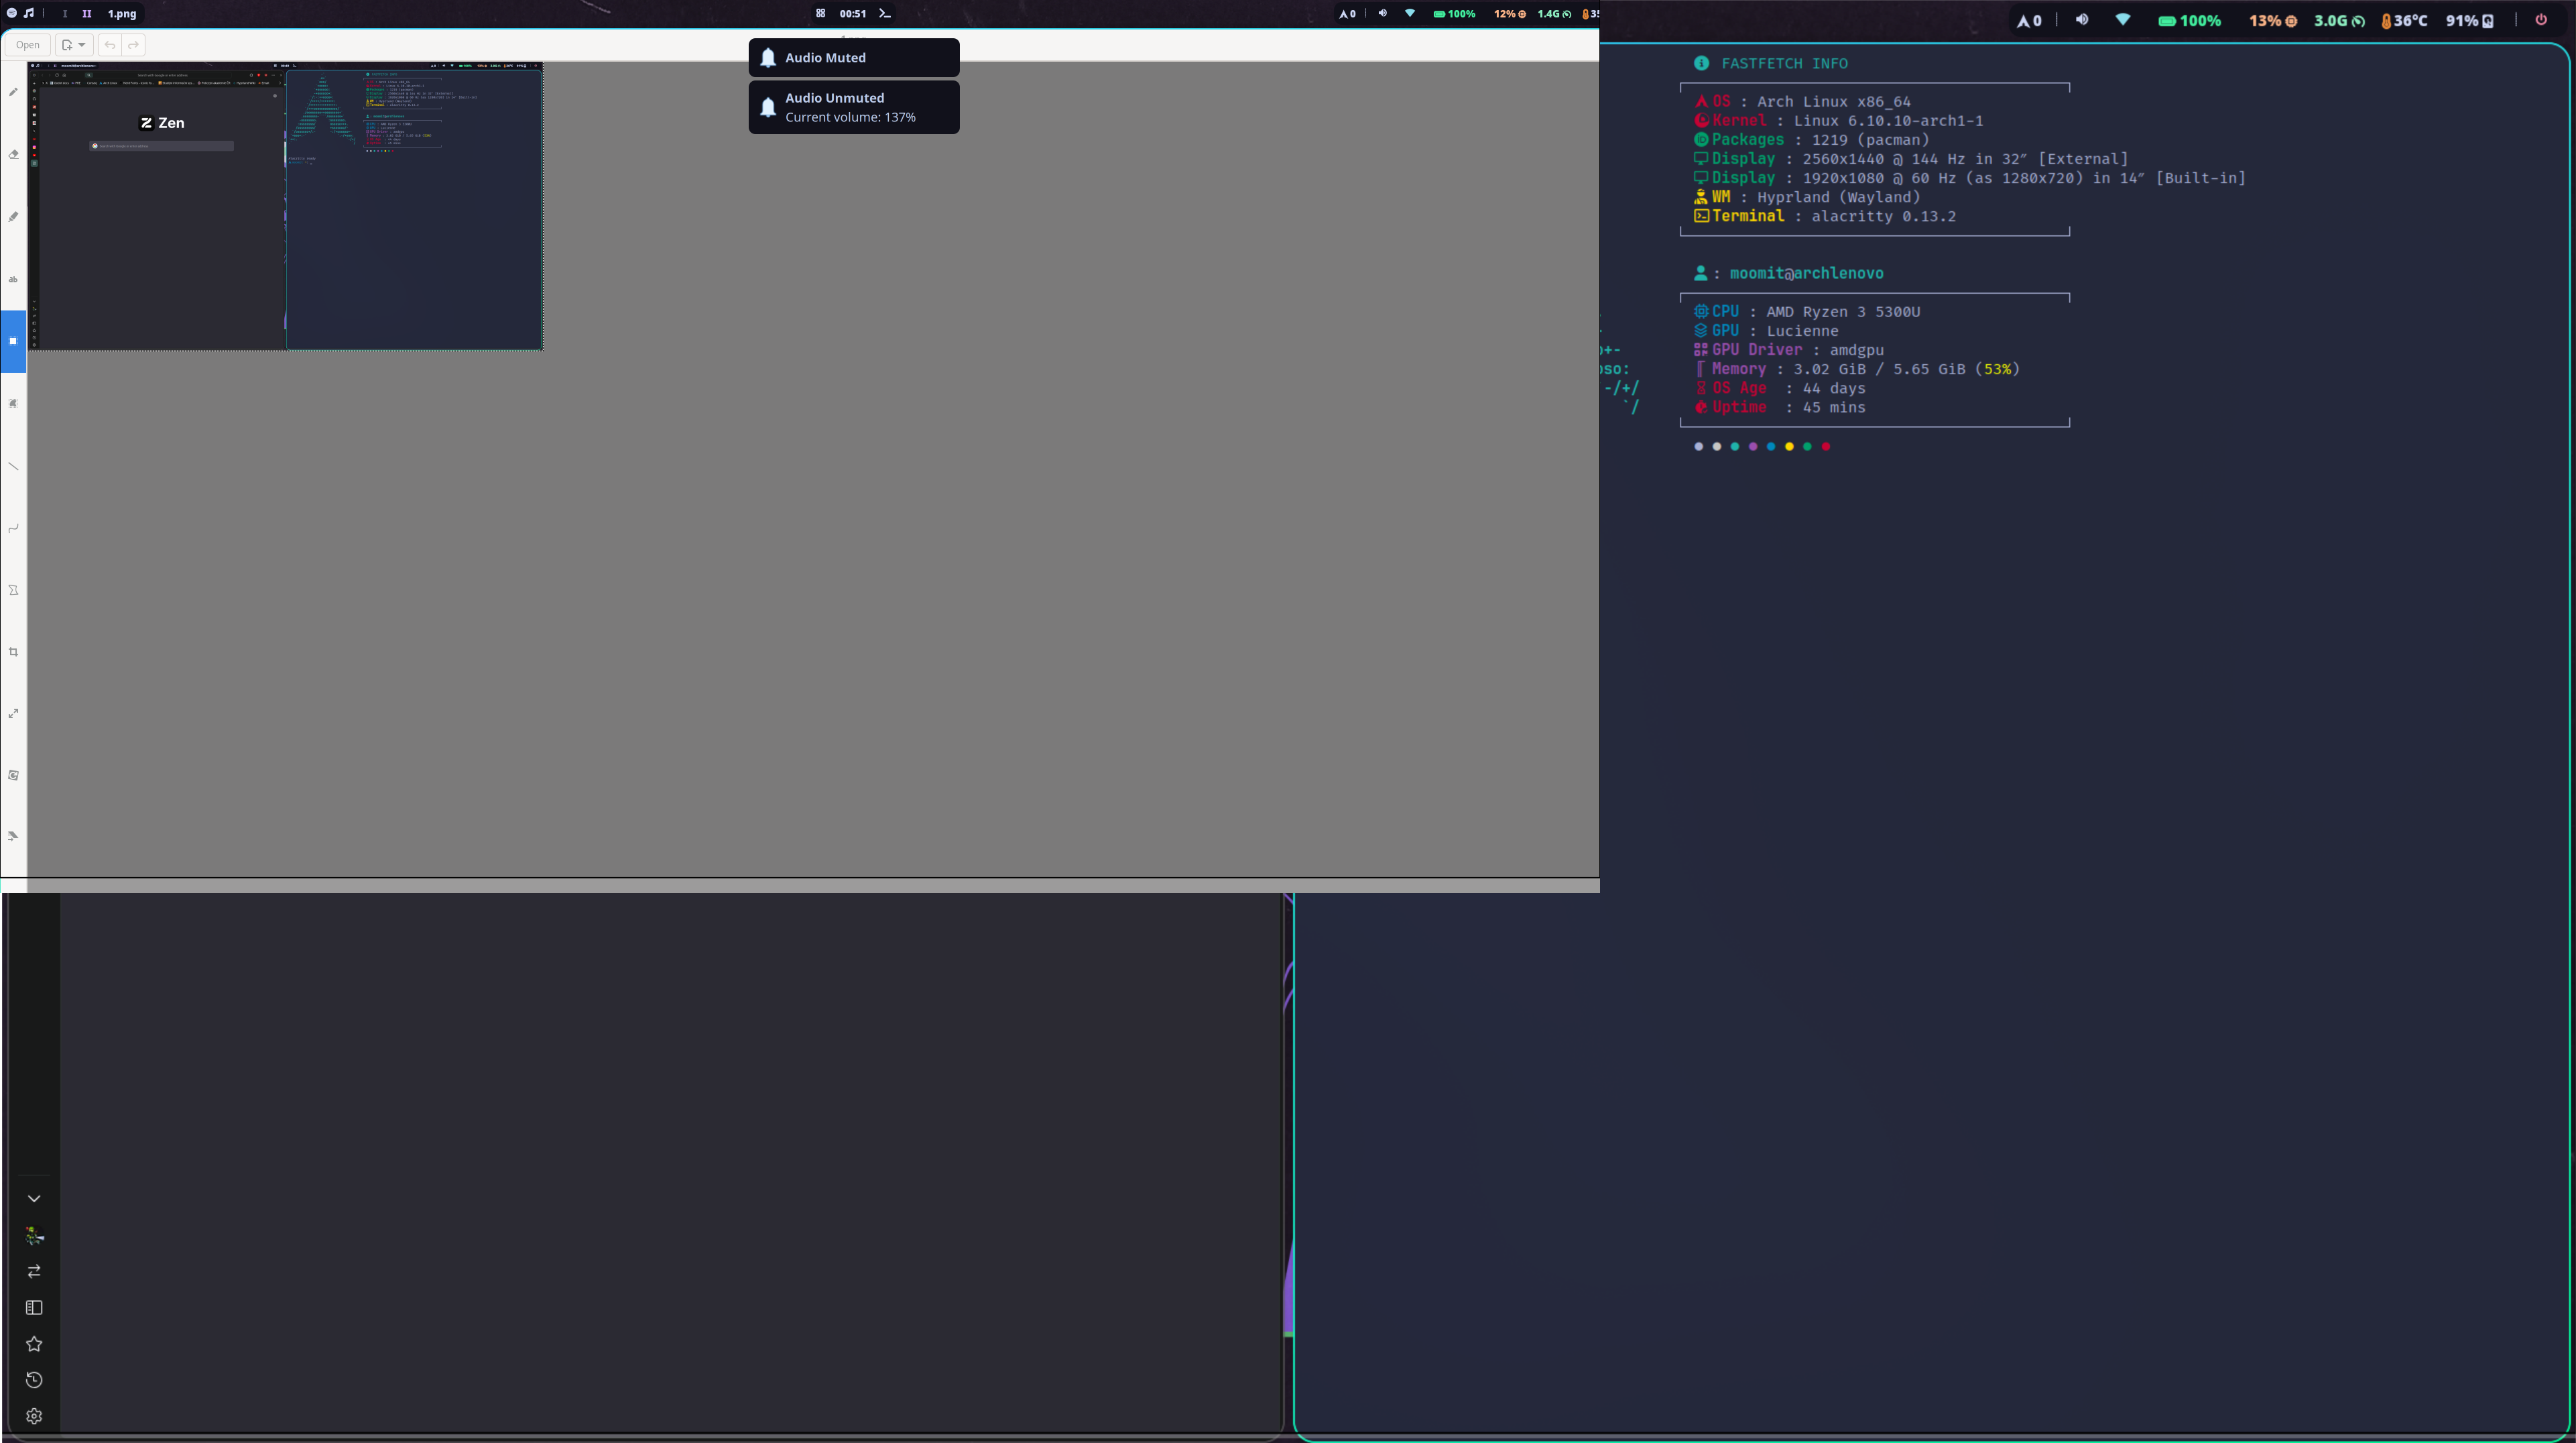 I II 1.png
00:51
0 100% 12% 1.4G 35
0 100% 13% 3.0G 36°C 91%
Open
Audio Muted
Audio Unmuted
Current volume: 137%
Zen
ab
FASTFETCH INFO
OS : Arch Linux x86_64
Kernel : Linux 6.10.10-arch1-1
Packages : 1219 (pacman)
Display : 2560x1440 @ 144 Hz in 32″ [External]
Display : 1920x1080 @ 60 Hz (as 1280x720) in 14″ [Built-in]
WM : Hyprland (Wayland)
Terminal : alacritty 0.13.2
: moomit@archlenovo
CPU : AMD Ryzen 3 5300U
GPU : Lucienne
GPU Driver : amdgpu
Memory : 3.02 GiB / 5.65 GiB (53%)
OS Age : 44 days
Uptime : 45 mins